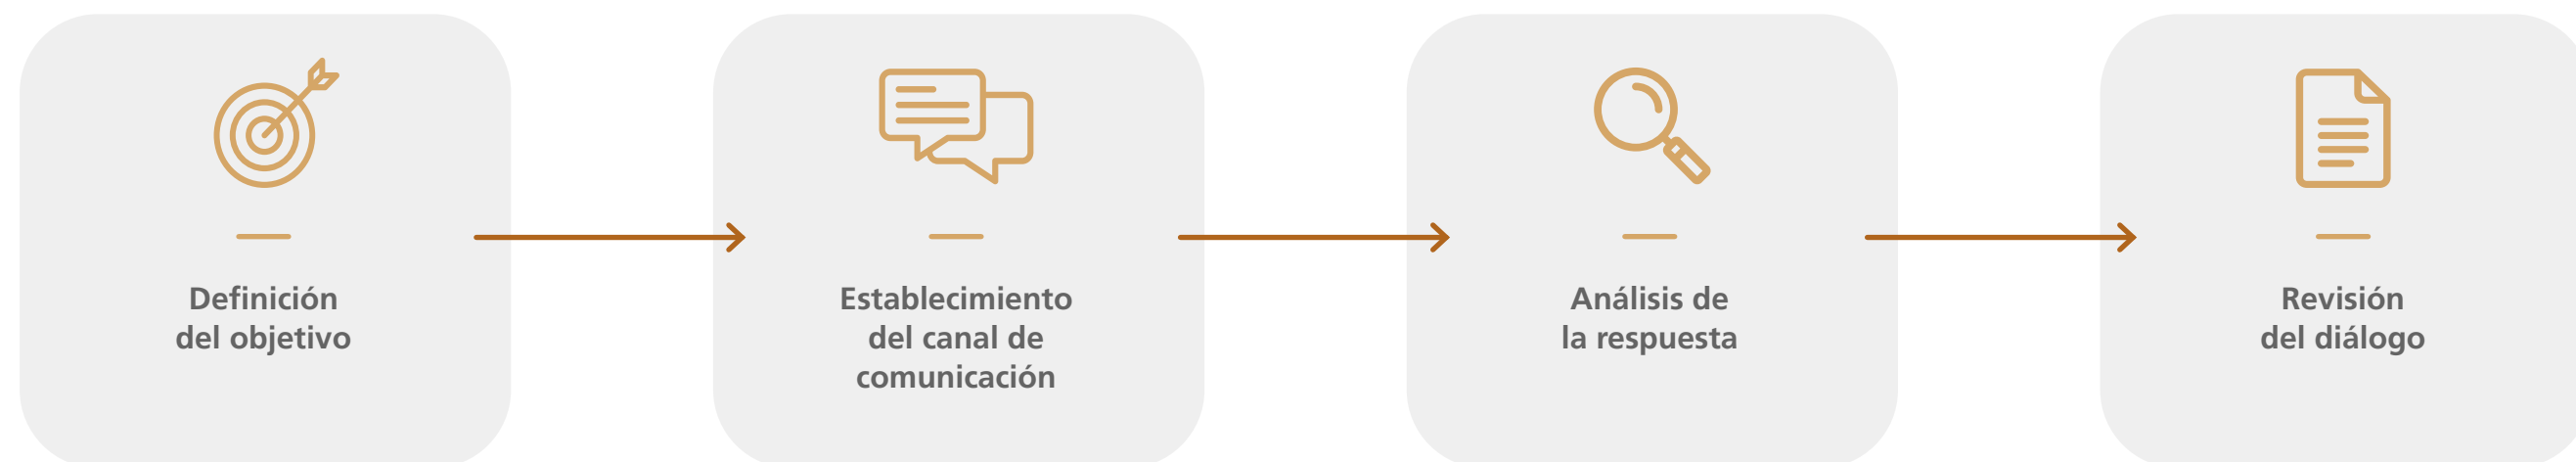 Definición
del objetivo
Establecimiento
del canal de
comunicación
Análisis de
la respuesta
Revisión
del diálogo